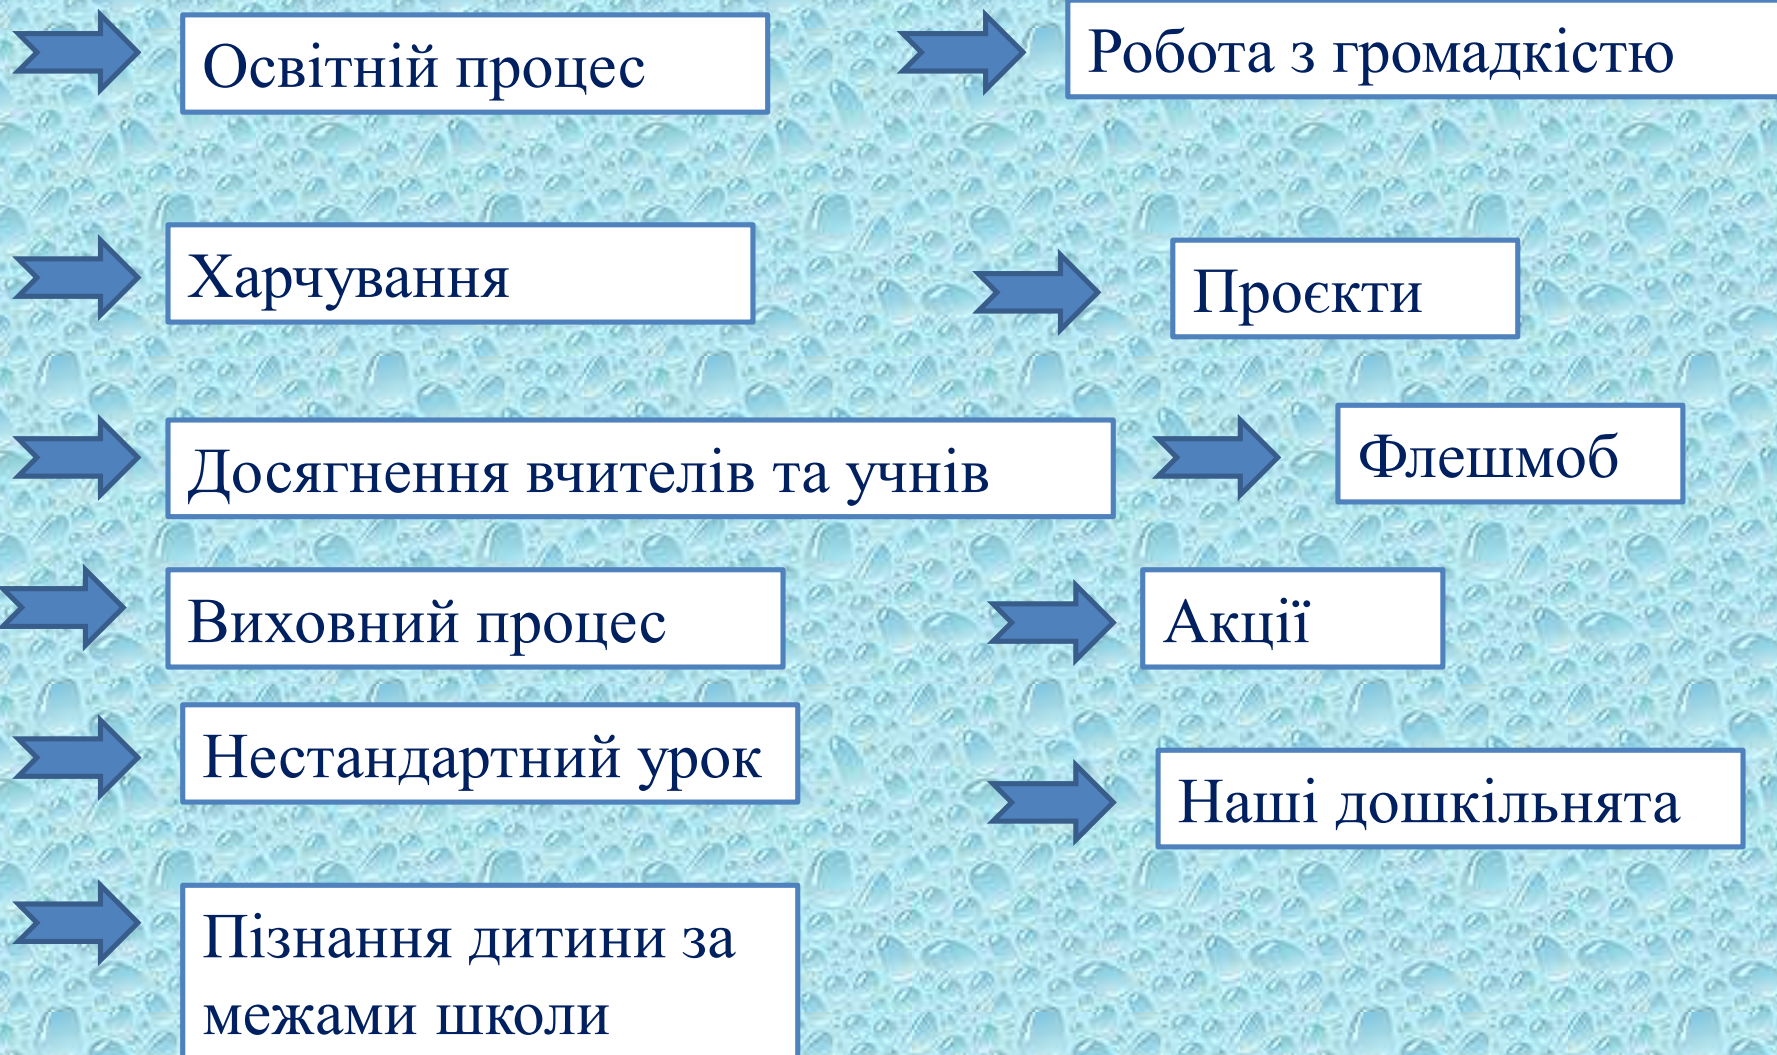 Освітній процес
Робота з громадкістю
Харчування
Проєкти
Досягнення вчителів та учнів
Флешмоб
Виховний процес
Акції
Нестандартний урок
Наші дошкільнята
Пізнання дитини за
межами школи